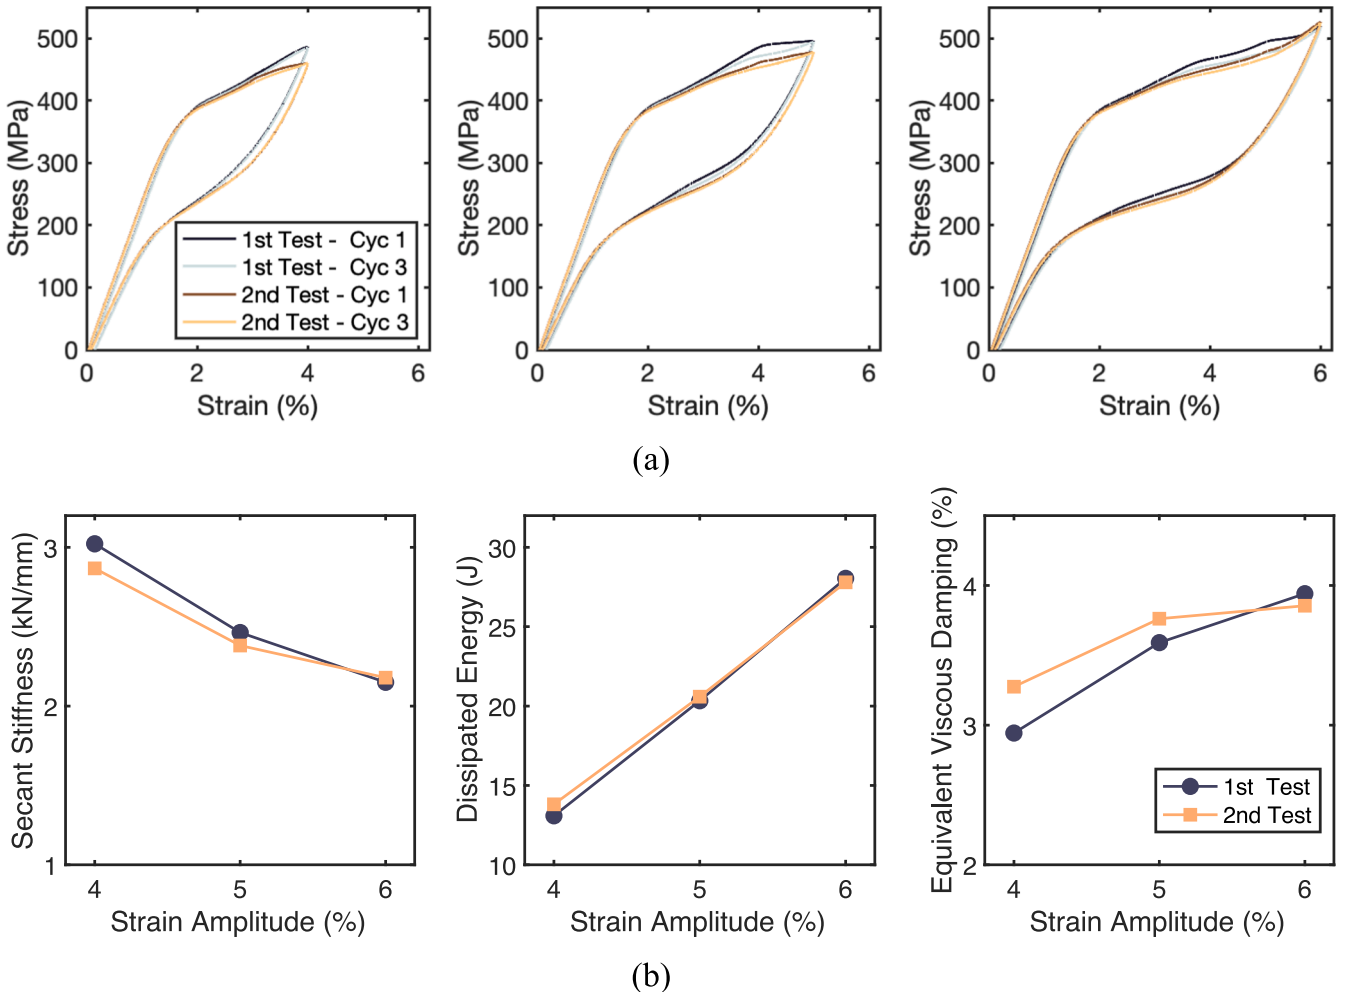 500
400
300
200
100
0
Stress (MPa)
1st Test - Cyc 1
1st Test - Cyc 3
2nd Test - Cyc 1
2nd Test - Cyc 3
0 2 4 6
Strain (%)
500
400
300
200
100
0
Stress (MPa)
0 2 4 6
Strain (%)
500
400
300
200
100
0
Stress (MPa)
0 2 4 6
Strain (%)
(a)
3
2
1
Secant Stiffness (kN/mm)
4 5 6
Strain Amplitude (%)
30
25
20
15
10
Dissipated Energy (J)
4 5 6
Strain Amplitude (%)
4
3
2
Equivalent Viscous Damping (%)
1st Test
2nd Test
4 5 6
Strain Amplitude (%)
(b)